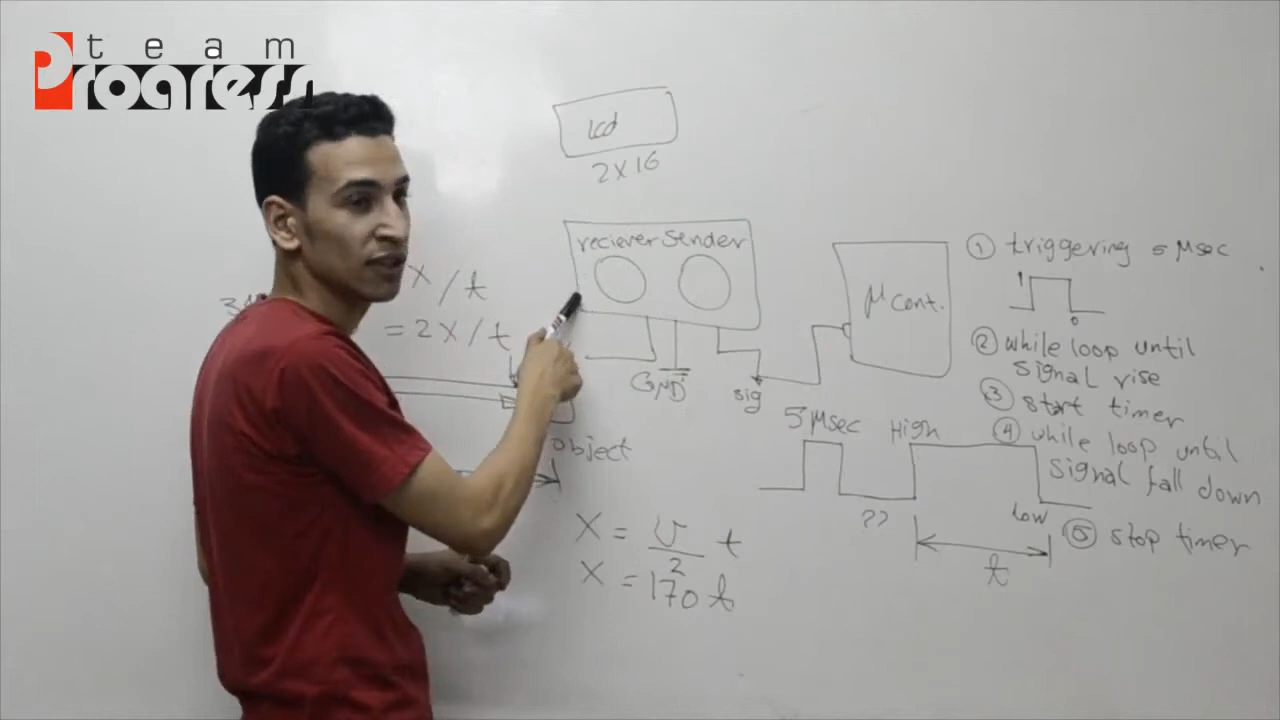 team
Progress
lcd
2X16
reciever Sender
X/t
= 2X/t
GND
sig
object
X = v/2 t
X = 170 t
μ cont.
① triggering 5 μsec
1
0
② while loop until
signal rise
③ start timer
④ while loop until
signal fall down
⑤ stop timer
5 μsec
High
??
low
t